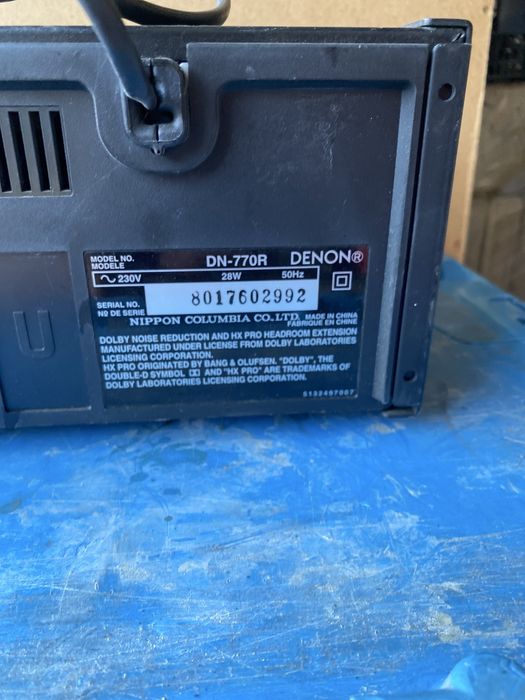 MODEL NO.
MODELE
DN-770R
DENON®
230V 28W 50Hz
SERIAL NO.
Nº DE SERIE
8017602992
NIPPON COLUMBIA CO.,LTD.
MADE IN CHINA
FABRIQUE EN CHINE
DOLBY NOISE REDUCTION AND HX PRO HEADROOM EXTENSION
MANUFACTURED UNDER LICENSE FROM DOLBY LABORATORIES
LICENSING CORPORATION.
HX PRO ORIGINATED BY BANG & OLUFSEN. "DOLBY", THE
DOUBLE-D SYMBOL AND "HX PRO" ARE TRADEMARKS OF
DOLBY LABORATORIES LICENSING CORPORATION.
5132497007
U